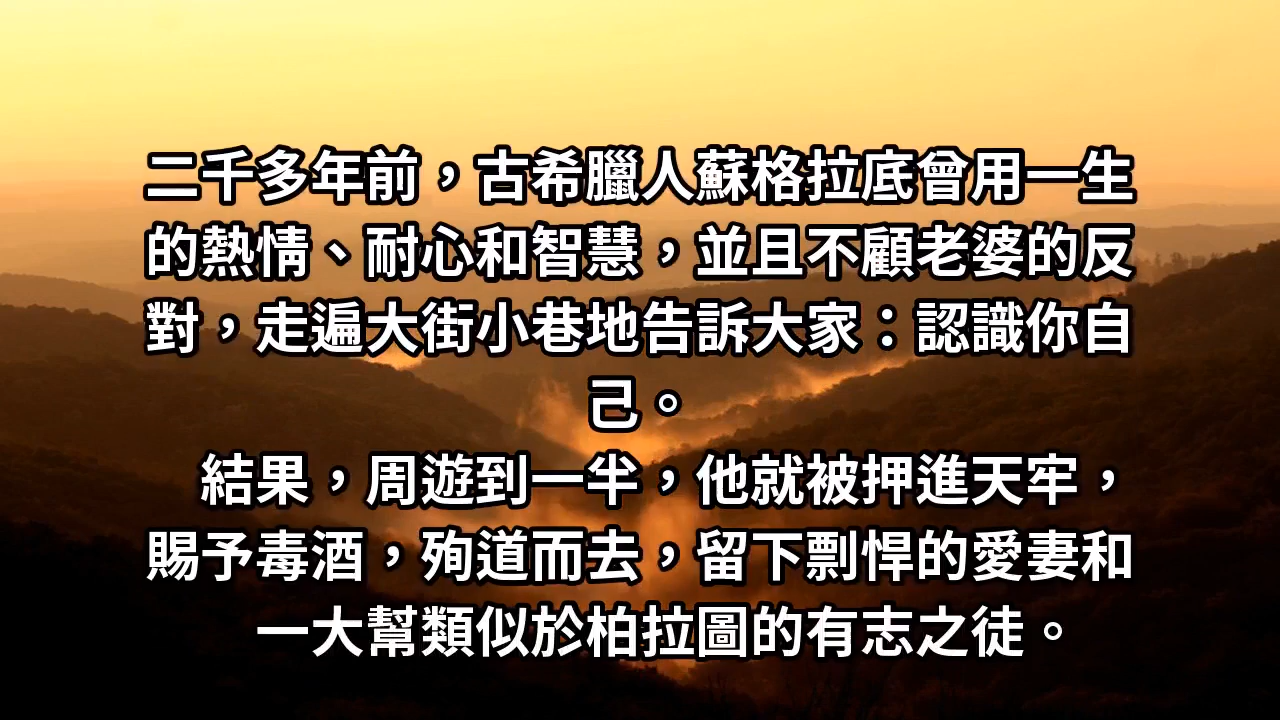 二千多年前，古希臘人蘇格拉底曾用一生
的熱情、耐心和智慧，並且不顧老婆的反
對，走遍大街小巷地告訴大家：認識你自
己。
結果，周遊到一半，他就被押進天牢，
賜予毒酒，殉道而去，留下剽悍的愛妻和
一大幫類似於柏拉圖的有志之徒。